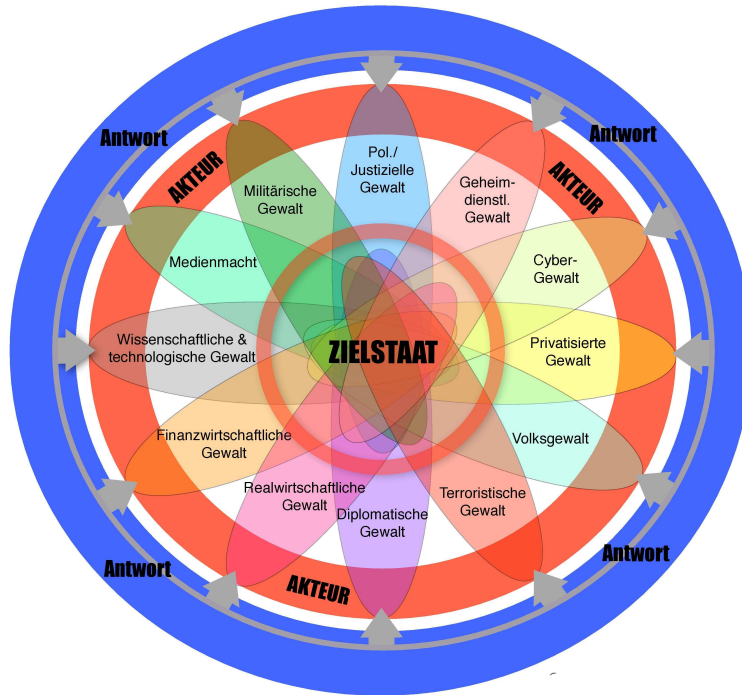 Antwort
Antwort
AKTEUR
AKTEUR
Pol./
Justizielle
Gewalt
Militärische
Gewalt
Geheim-
dienstl.
Gewalt
Medienmacht
Cyber-
Gewalt
Wissenschaftliche &
technologische Gewalt
ZIELSTAAT
Privatisierte
Gewalt
Finanzwirtschaftliche
Gewalt
Volksgewalt
Realwirtschaftliche
Gewalt
Diplomatische
Gewalt
Terroristische
Gewalt
Antwort
Antwort
AKTEUR